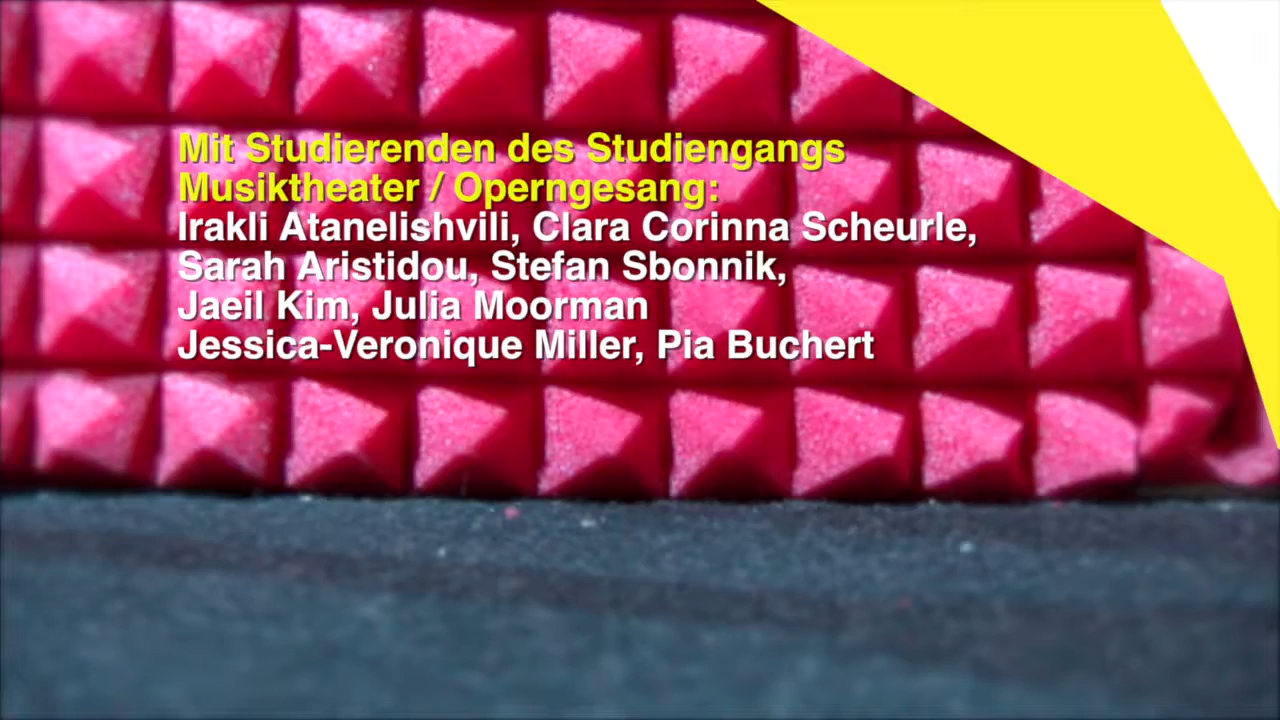 Mit Studierenden des Studiengangs
Musiktheater / Operngesang:
Irakli Atanelishvili, Clara Corinna Scheurle,
Sarah Aristidou, Stefan Sbonnik,
Jaeil Kim, Julia Moorman
Jessica-Veronique Miller, Pia Buchert